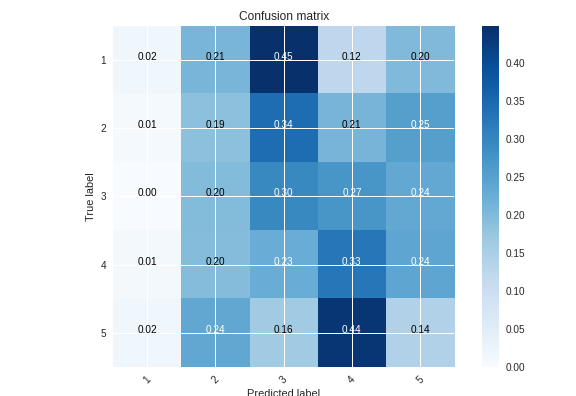 Confusion matrix
1 0.02 0.21 0.45 0.12 0.20
2 0.01 0.19 0.34 0.21 0.25
3 0.00 0.20 0.30 0.27 0.24
4 0.01 0.20 0.23 0.33 0.24
5 0.02 0.24 0.16 0.44 0.14
1 2 3 4 5
True label
Predicted label
0.40
0.35
0.30
0.25
0.20
0.15
0.10
0.05
0.00